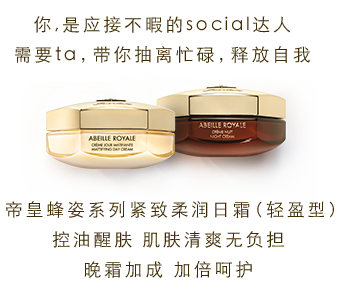 你,是应接不暇的social达人
需要ta,带你抽离忙碌,释放自我
ABEILLE ROYALE
CRÈME JOUR MATIFIANTE
MATTIFYING DAY CREAM
ABEILLE ROYALE
CRÈME NUIT
NIGHT CREAM
帝皇蜂姿系列紧致柔润日霜(轻盈型)
控油醒肤 肌肤清爽无负担
晚霜加成 加倍呵护